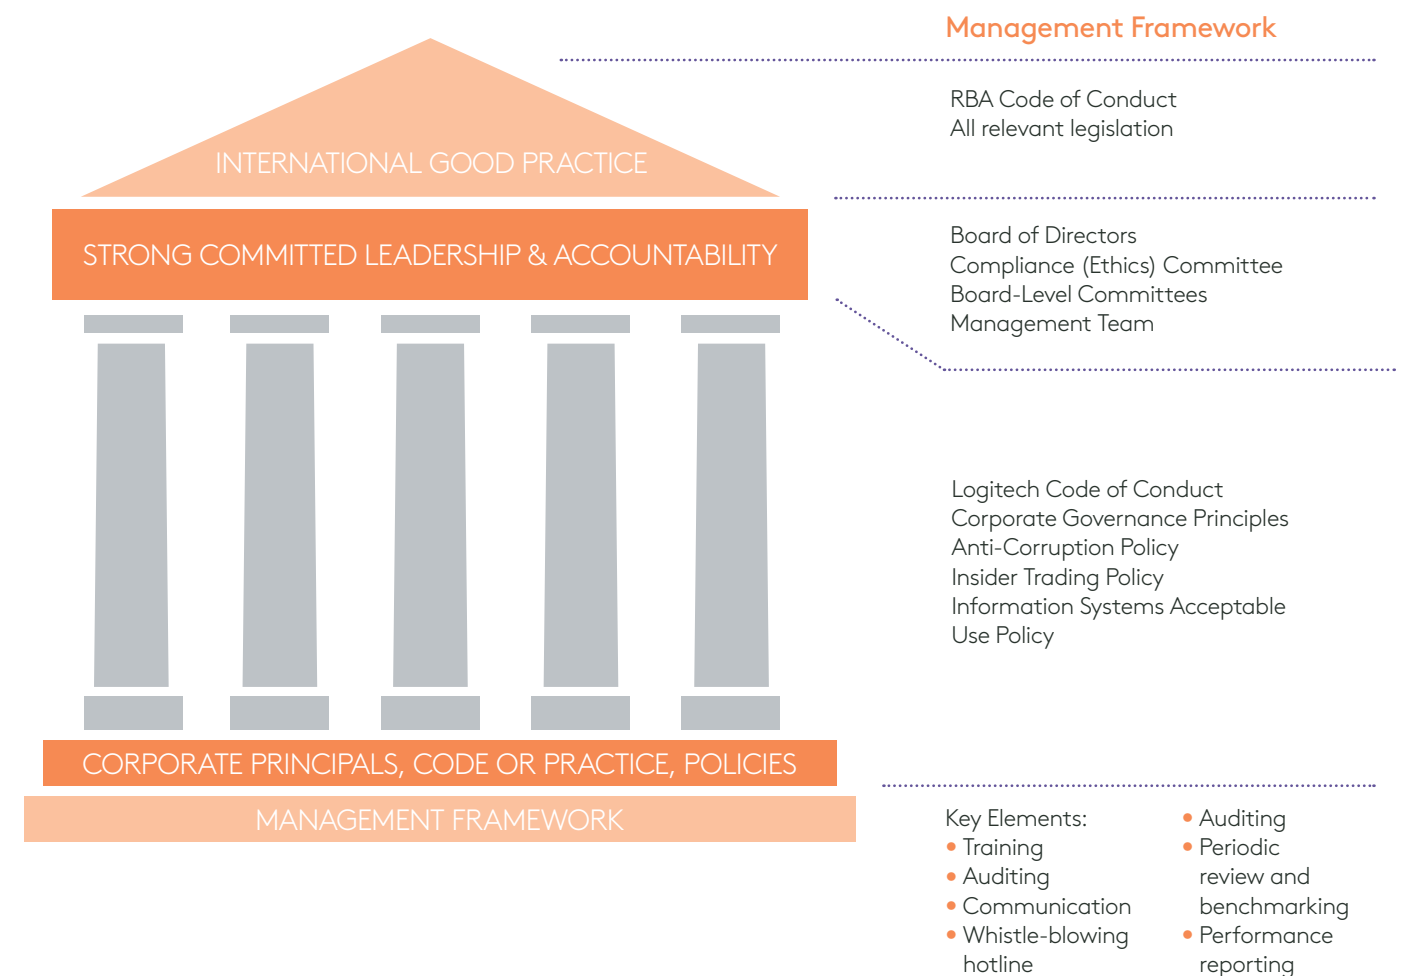 Management Framework
INTERNATIONAL GOOD PRACTICE
RBA Code of Conduct
All relevant legislation
STRONG COMMITTED LEADERSHIP & ACCOUNTABILITY
Board of Directors
Compliance (Ethics) Committee
Board-Level Committees
Management Team
Logitech Code of Conduct
Corporate Governance Principles
Anti-Corruption Policy
Insider Trading Policy
Information Systems Acceptable
Use Policy
CORPORATE PRINCIPALS, CODE OR PRACTICE, POLICIES
MANAGEMENT FRAMEWORK
Key Elements:
• Training
• Auditing
• Communication
• Whistle-blowing
hotline
• Auditing
• Periodic
review and
benchmarking
• Performance
reporting